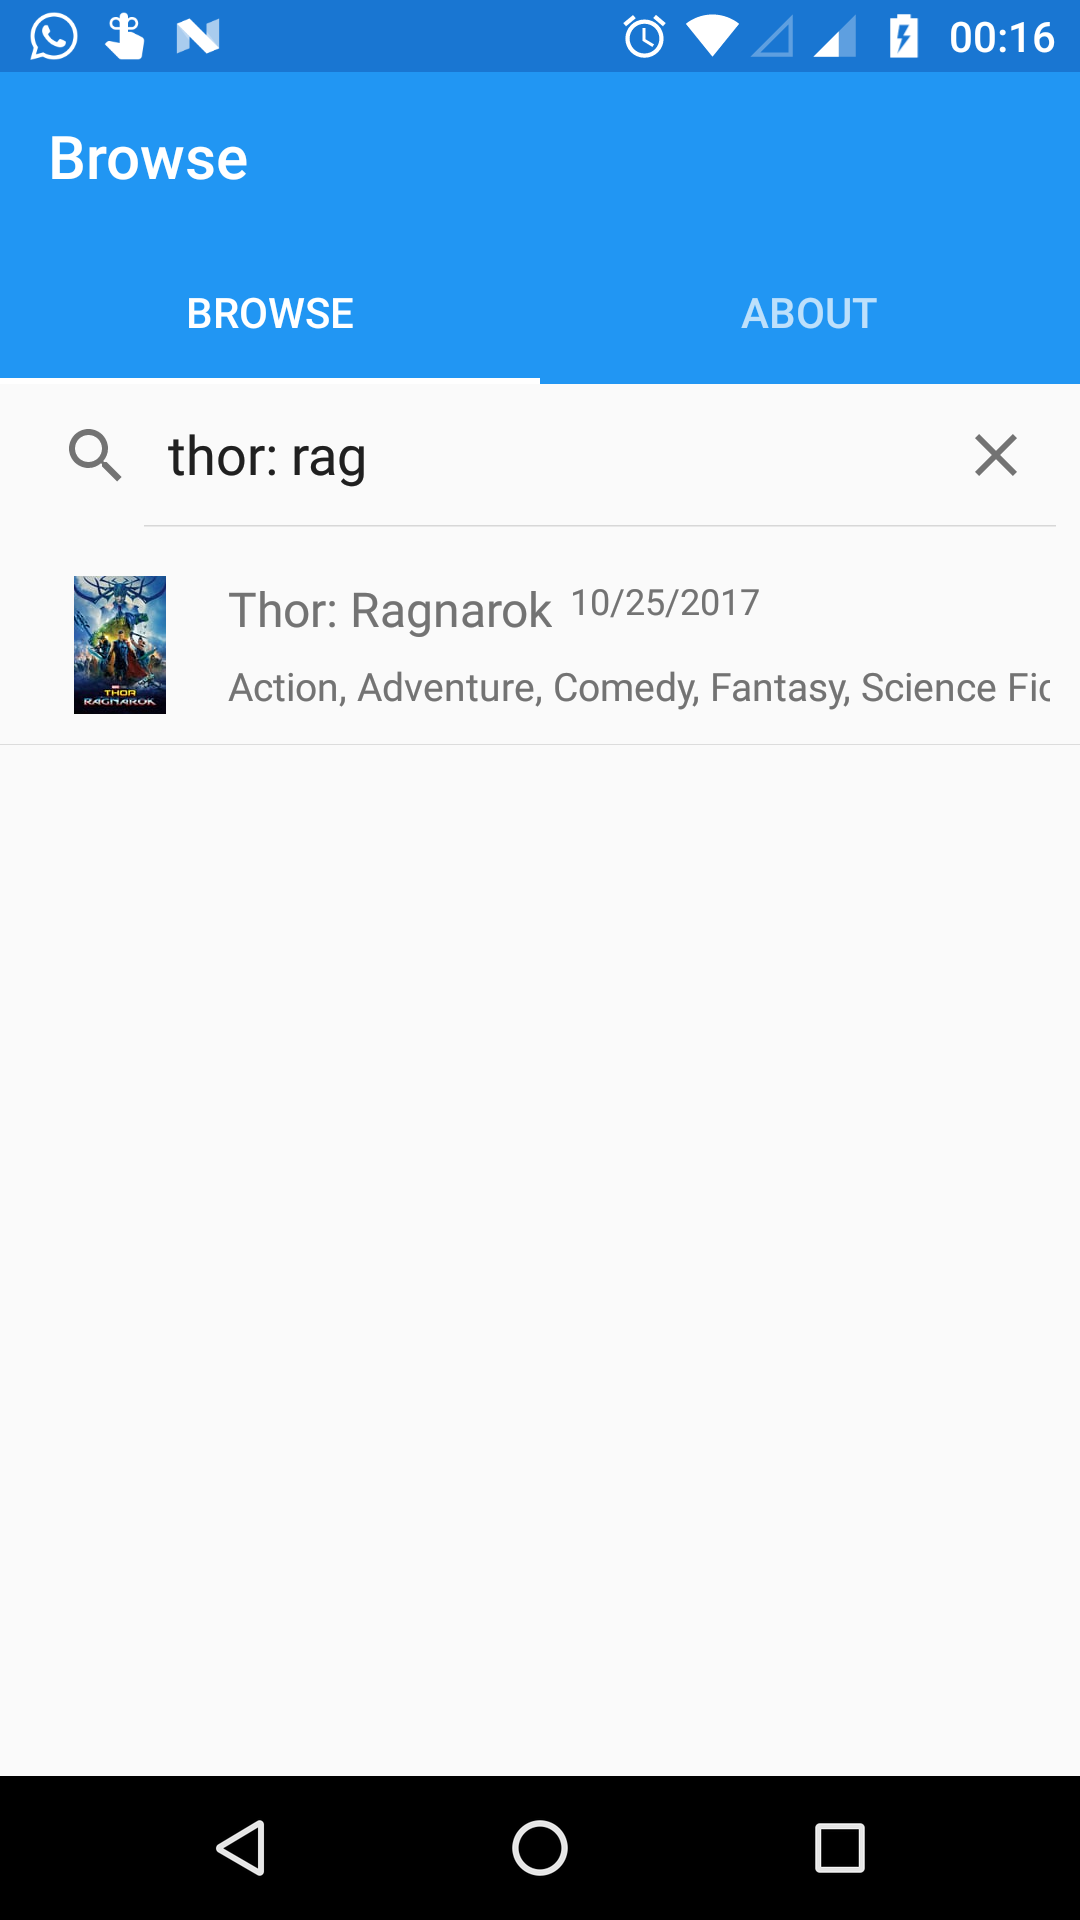 00:16
Browse
BROWSE
ABOUT
thor: rag
Thor: Ragnarok 10/25/2017
Action, Adventure, Comedy, Fantasy, Science Fic
THOR
RAGNAROK